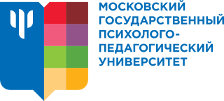 МОСКОВСКИЙ
ГОСУДАРСТВЕННЫЙ
ПСИХОЛОГО-
ПЕДАГОГИЧЕСКИЙ
УНИВЕРСИТЕТ